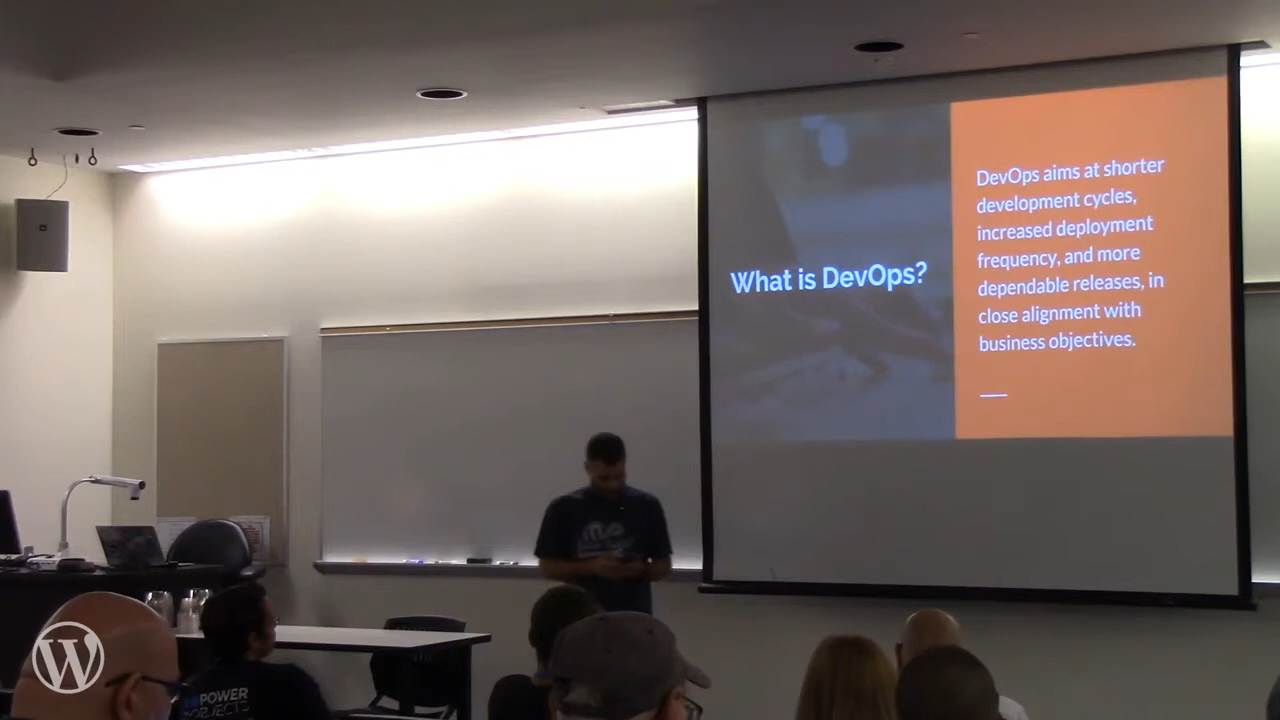 What is DevOps?
DevOps aims at shorter
development cycles,
increased deployment
frequency, and more
dependable releases, in
close alignment with
business objectives.
POWER
OBJECTS
W